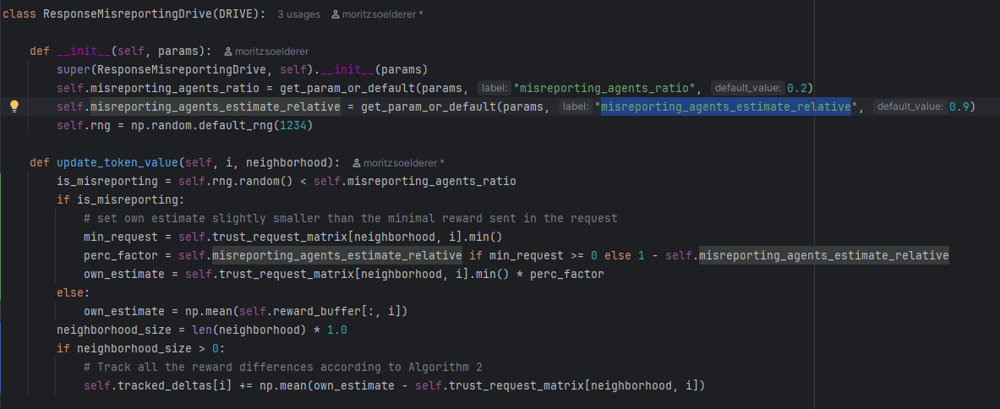 class ResponseMisreportingDrive(DRIVE): 3 usages moritzsoelderer *
def __init__(self, params): moritzsoelderer
super(ResponseMisreportingDrive, self).__init__(params)
self.misreporting_agents_ratio = get_param_or_default(params, label: "misreporting_agents_ratio", default_value: 0.2)
self.misreporting_agents_estimate_relative = get_param_or_default(params, label: "misreporting_agents_estimate_relative", default_value: 0.9)
self.rng = np.random.default_rng(1234)
def update_token_value(self, i, neighborhood): moritzsoelderer *
is_misreporting = self.rng.random() < self.misreporting_agents_ratio
if is_misreporting:
# set own estimate slightly smaller than the minimal reward sent in the request
min_request = self.trust_request_matrix[neighborhood, i].min()
perc_factor = self.misreporting_agents_estimate_relative if min_request >= 0 else 1 - self.misreporting_agents_estimate_relative
own_estimate = self.trust_request_matrix[neighborhood, i].min() * perc_factor
else:
own_estimate = np.mean(self.reward_buffer[:, i])
neighborhood_size = len(neighborhood) * 1.0
if neighborhood_size > 0:
# Track all the reward differences according to Algorithm 2
self.tracked_deltas[i] += np.mean(own_estimate - self.trust_request_matrix[neighborhood, i])